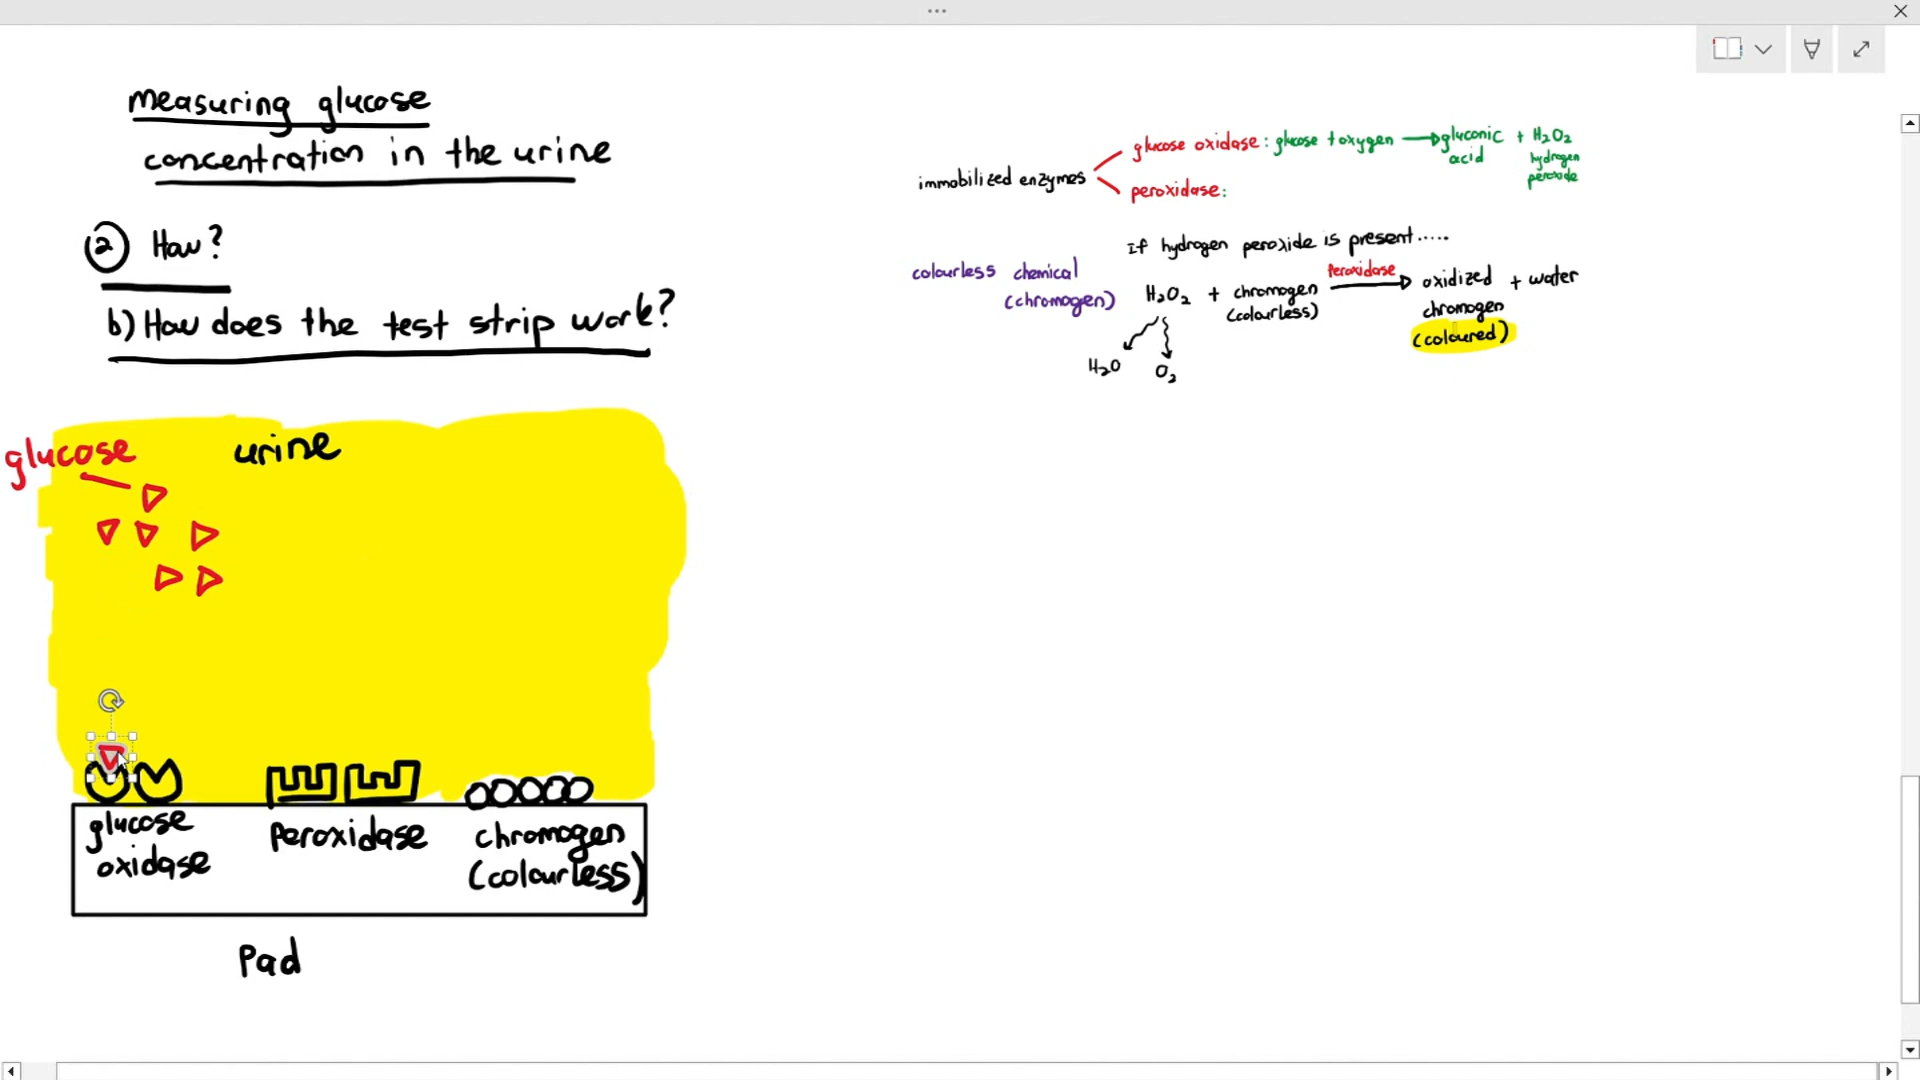 measuring glucose
concentration in the urine
2 How?
b) How does the test strip work?
glucose
urine
glucose
oxidase
Peroxidase
chromogen
(colourless)
Pad
immobilized enzymes
glucose oxidase: glucose + oxygen → gluconic acid + H₂O₂
hydrogen peroxide
peroxidase:
If hydrogen peroxide is present.....
colourless chemical
(chromogen)
H₂O₂ + chromogen
(colourless)
Peroxidase
oxidized + water
chromogen
(coloured)
H₂O O₂